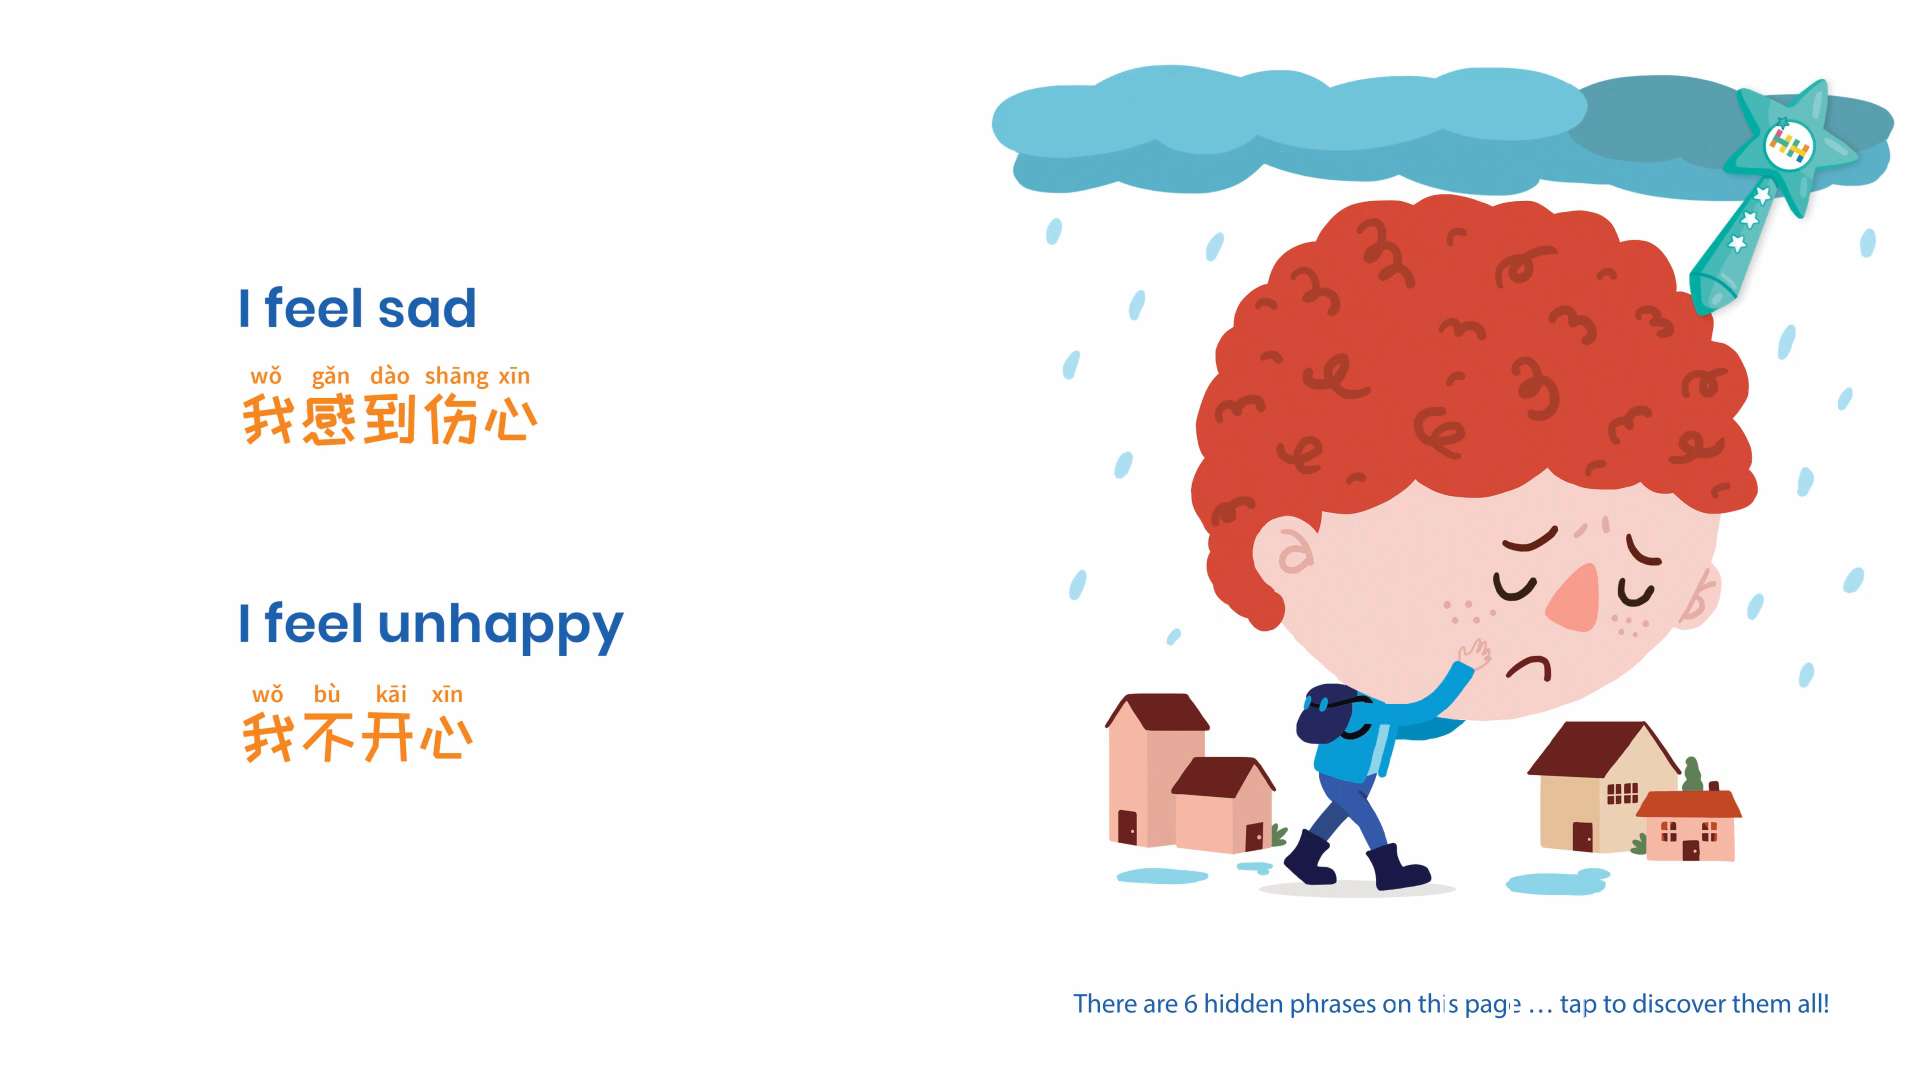 I feel sad
wǒ gǎn dào shāng xīn
我感到伤心
I feel unhappy
wǒ bù kāi xīn
我不开心
There are 6 hidden phrases on this page … tap to discover them all!